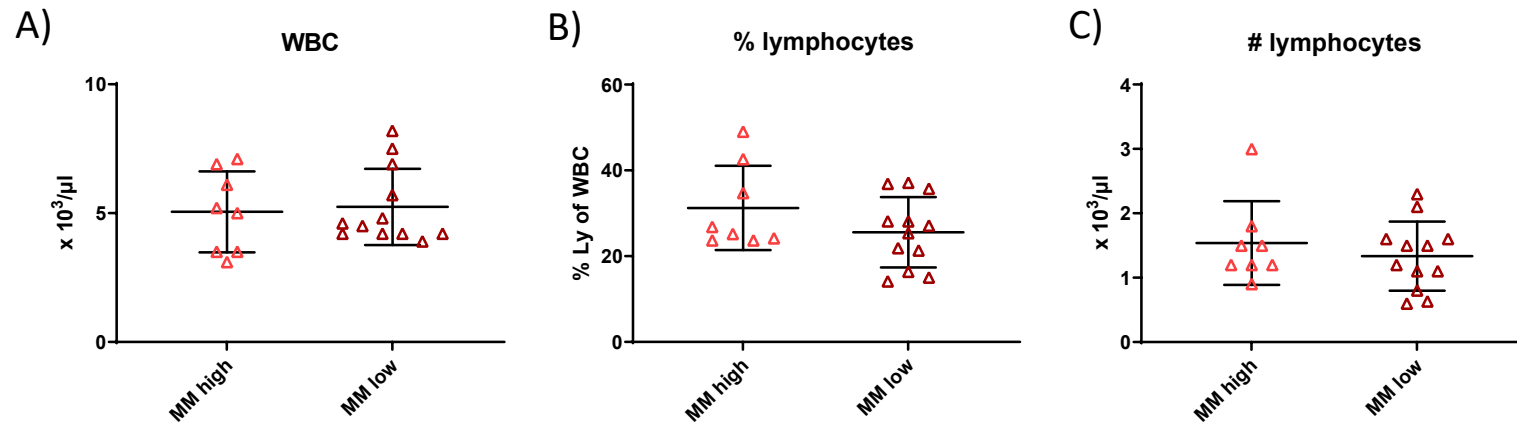 A)
WBC
x 10³/µl
10
5
0
MM high
MM low
B)
% lymphocytes
% Ly of WBC
60
40
20
0
MM high
MM low
C)
# lymphocytes
x 10³/µl
4
3
2
1
0
MM high
MM low